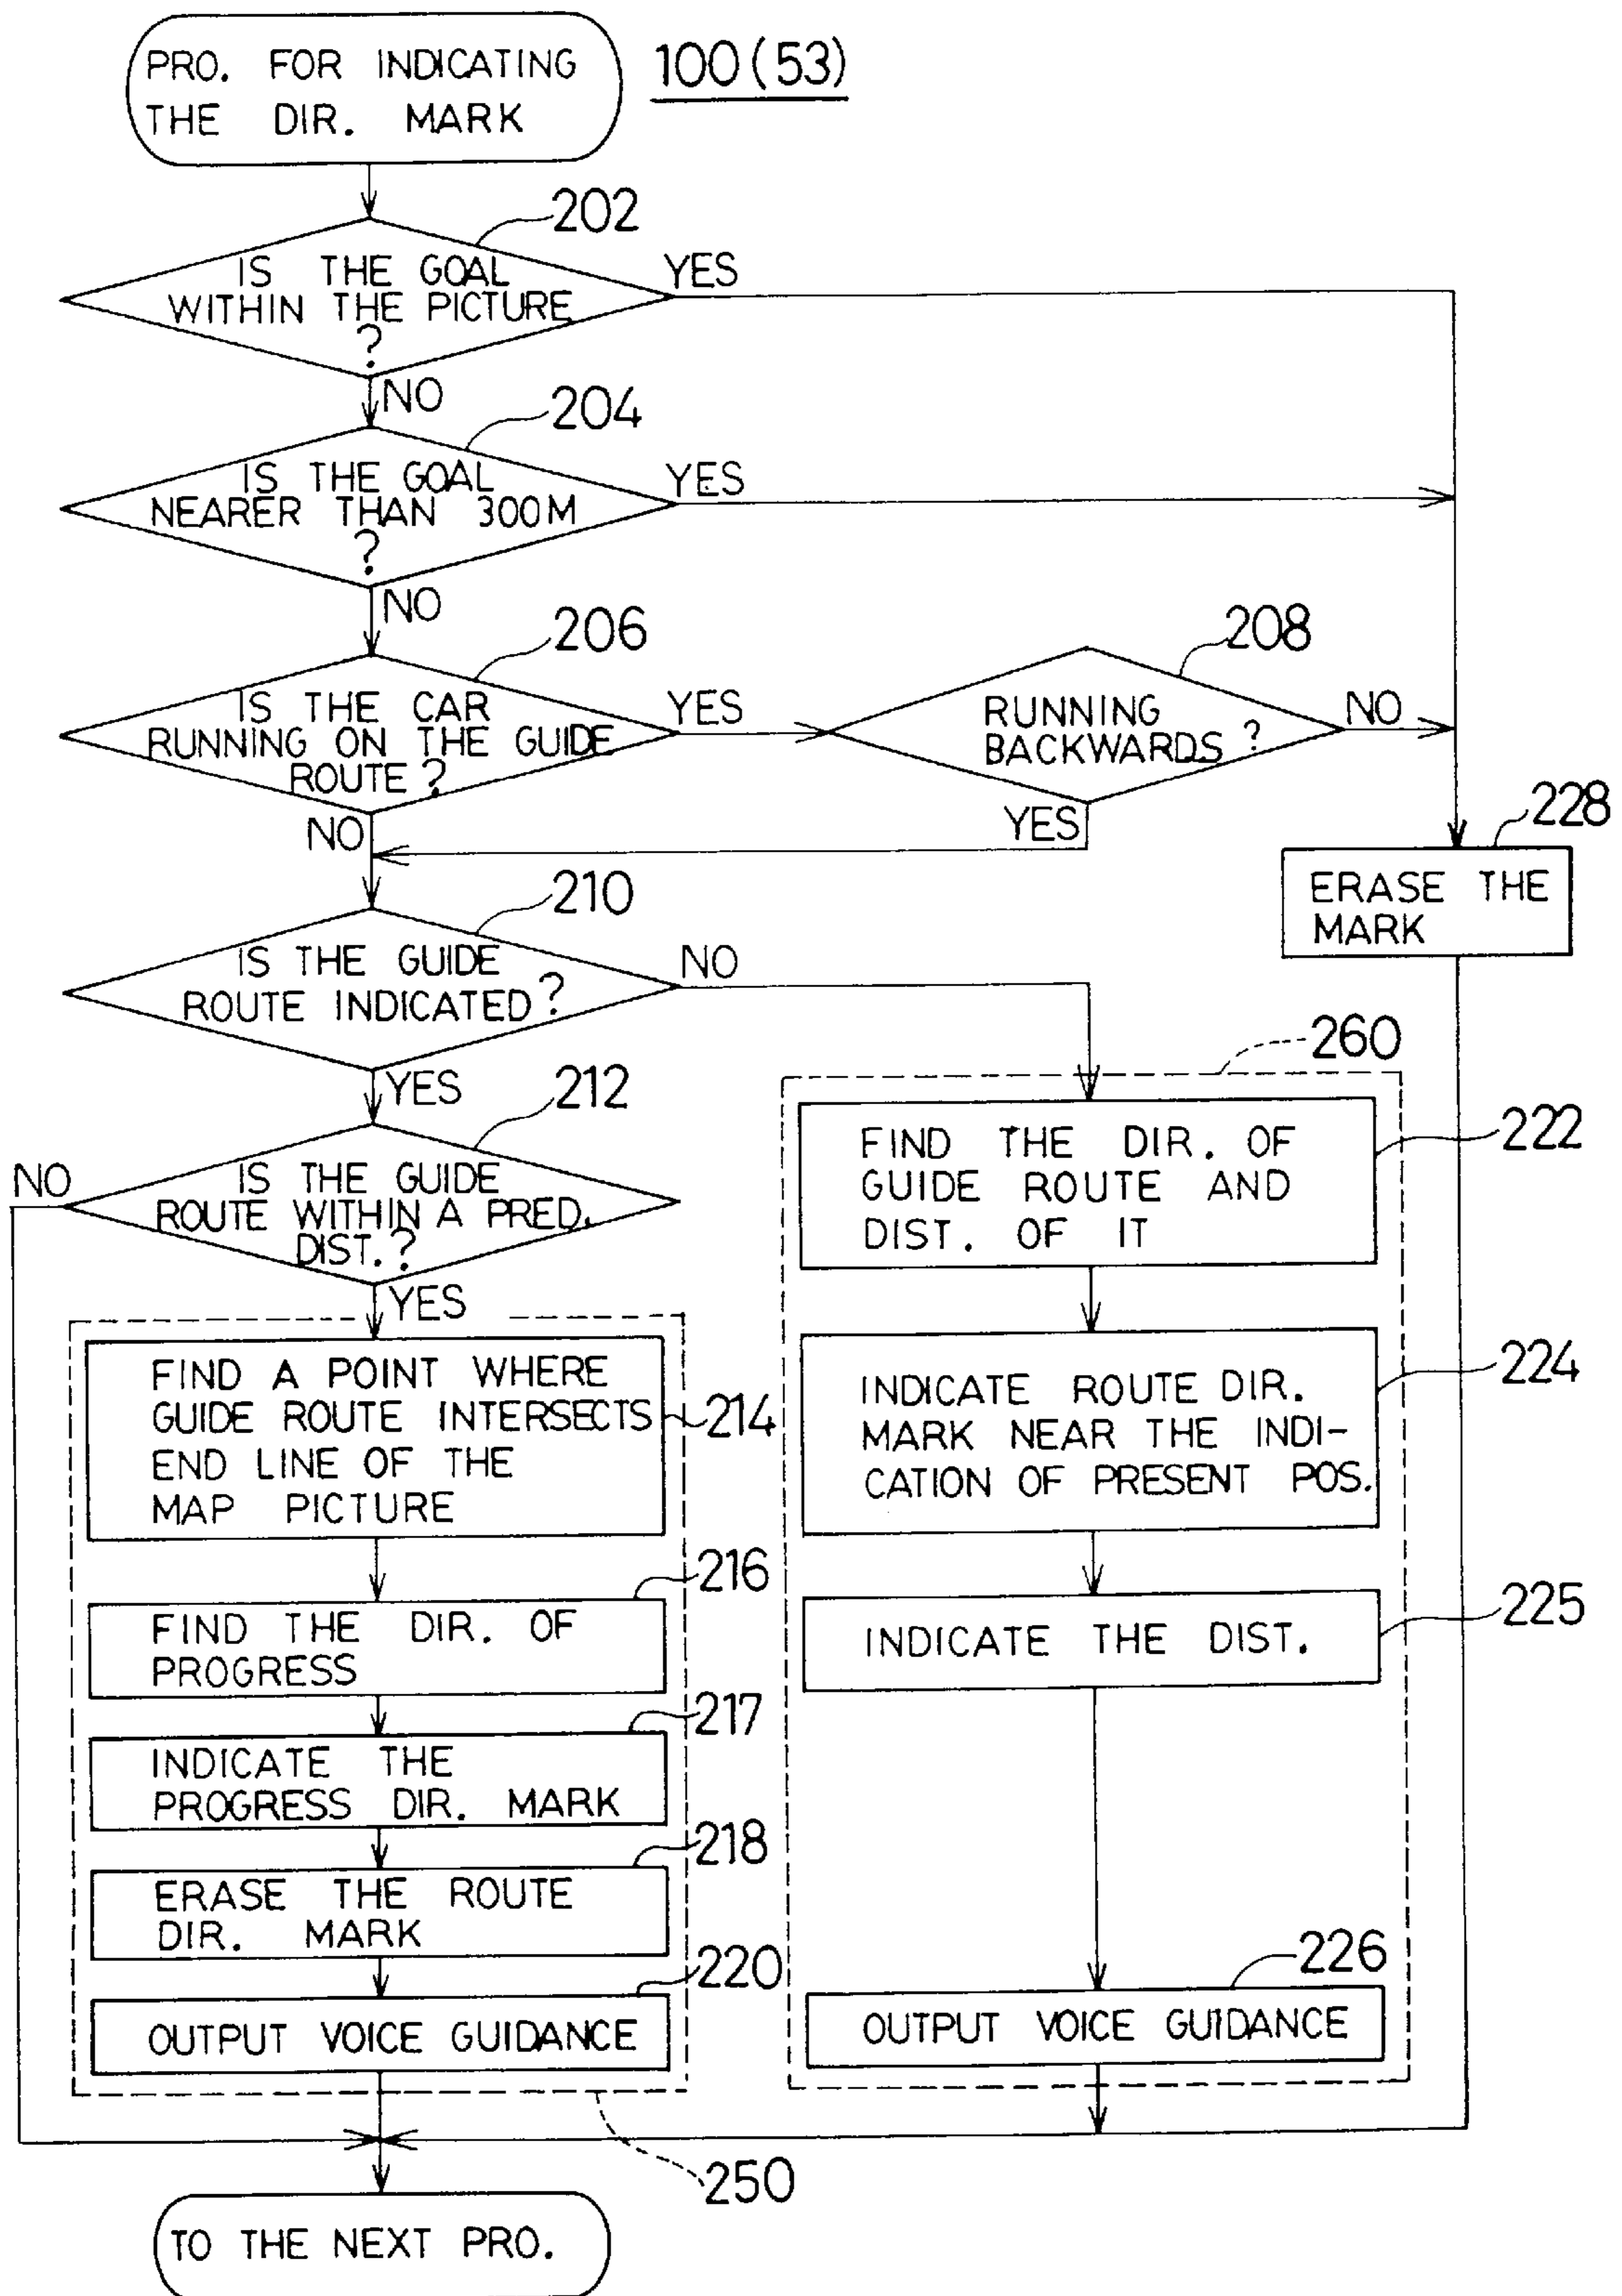 PRO. FOR INDICATING
THE DIR. MARK
100(53)
202
IS THE GOAL
WITHIN THE PICTURE
?
YES
NO
204
IS THE GOAL
NEARER THAN 300M
?
YES
NO
206
IS THE CAR
RUNNING ON THE GUIDE
ROUTE?
YES
NO
208
RUNNING
BACKWARDS?
NO
YES
228
ERASE THE
MARK
210
IS THE GUIDE
ROUTE INDICATED?
NO
YES
212
IS THE GUIDE
ROUTE WITHIN A PRED.
DIST.?
NO
YES
260
FIND THE DIR. OF
GUIDE ROUTE AND
DIST. OF IT
222
INDICATE ROUTE DIR.
MARK NEAR THE INDI-
CATION OF PRESENT POS.
224
INDICATE THE DIST.
225
226
OUTPUT VOICE GUIDANCE
FIND A POINT WHERE
GUIDE ROUTE INTERSECTS
END LINE OF THE
MAP PICTURE
214
216
FIND THE DIR. OF
PROGRESS
217
INDICATE THE
PROGRESS DIR. MARK
218
ERASE THE ROUTE
DIR. MARK
220
OUTPUT VOICE GUIDANCE
250
TO THE NEXT PRO.